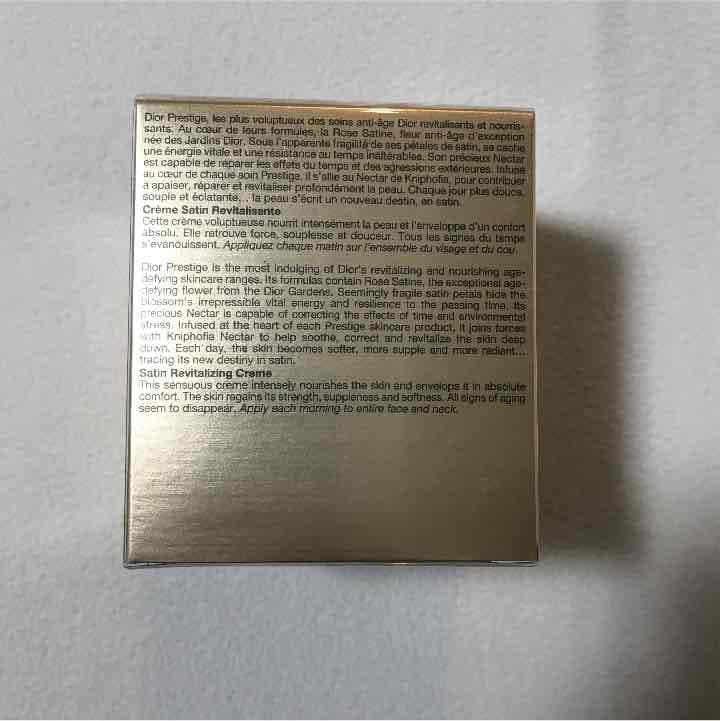 Dior Prestige, les plus voluptueux des soins anti-âge Dior revitalisants et nourris-
sants. Au cœur de leurs formules, la Rose Satine, fleur anti-âge d'exception
née des Jardins Dior. Sous l'apparente fragilité de ses pétales de satin, se cache
une énergie vitale et une résistance au temps inaltérables. Son précieux Nectar
est capable de réparer les effets du temps et des agressions extérieures. Infusé
au cœur de chaque soin Prestige, il s'allie au Nectar de Kniphofia, pour contribuer
à apaiser, réparer et revitaliser profondément la peau. Chaque jour plus douce,
souple et éclatante... la peau s'écrit un nouveau destin, en satin.
Crème Satin Revitalisante
Cette crème voluptueuse nourrit intensément la peau et l'enveloppe d'un confort
absolu. Elle retrouve force, souplesse et douceur. Tous les signes du temps
s'évanouissent. Appliquez chaque matin sur l'ensemble du visage et du cou.
Dior Prestige is the most indulging of Dior's revitalizing and nourishing age-
defying skincare ranges. Its formulas contain Rose Satine, the exceptional age-
defying flower from the Dior Gardens. Seemingly fragile satin petals hide the
blossom's irrepressible vital energy and resilience to the passing time. Its
precious Nectar is capable of correcting the effects of time and environmental
stress. Infused at the heart of each Prestige skincare product, it joins forces
with Kniphofia Nectar to help soothe, correct and revitalize the skin deep
down. Each day, the skin becomes softer, more supple and more radiant...
tracing its new destiny in satin.
Satin Revitalizing Creme
This sensuous creme intensely nourishes the skin and envelops it in absolute
comfort. The skin regains its strength, suppleness and softness. All signs of aging
seem to disappear. Apply each morning to entire face and neck.